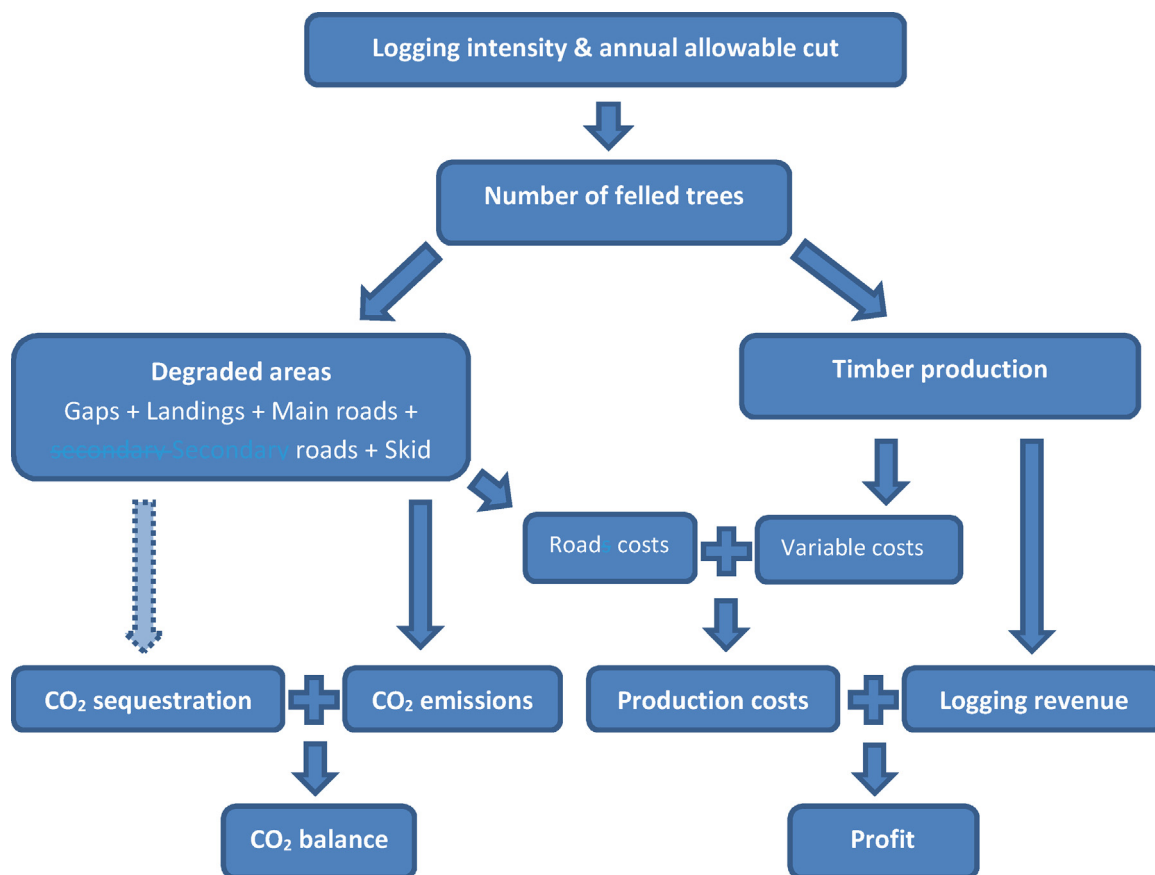 Logging intensity & annual allowable cut
Number of felled trees
Degraded areas
Gaps + Landings + Main roads +
secondary Secondary roads + Skid
Timber production
Roads costs
Variable costs
CO₂ sequestration
CO₂ emissions
Production costs
Logging revenue
CO₂ balance
Profit